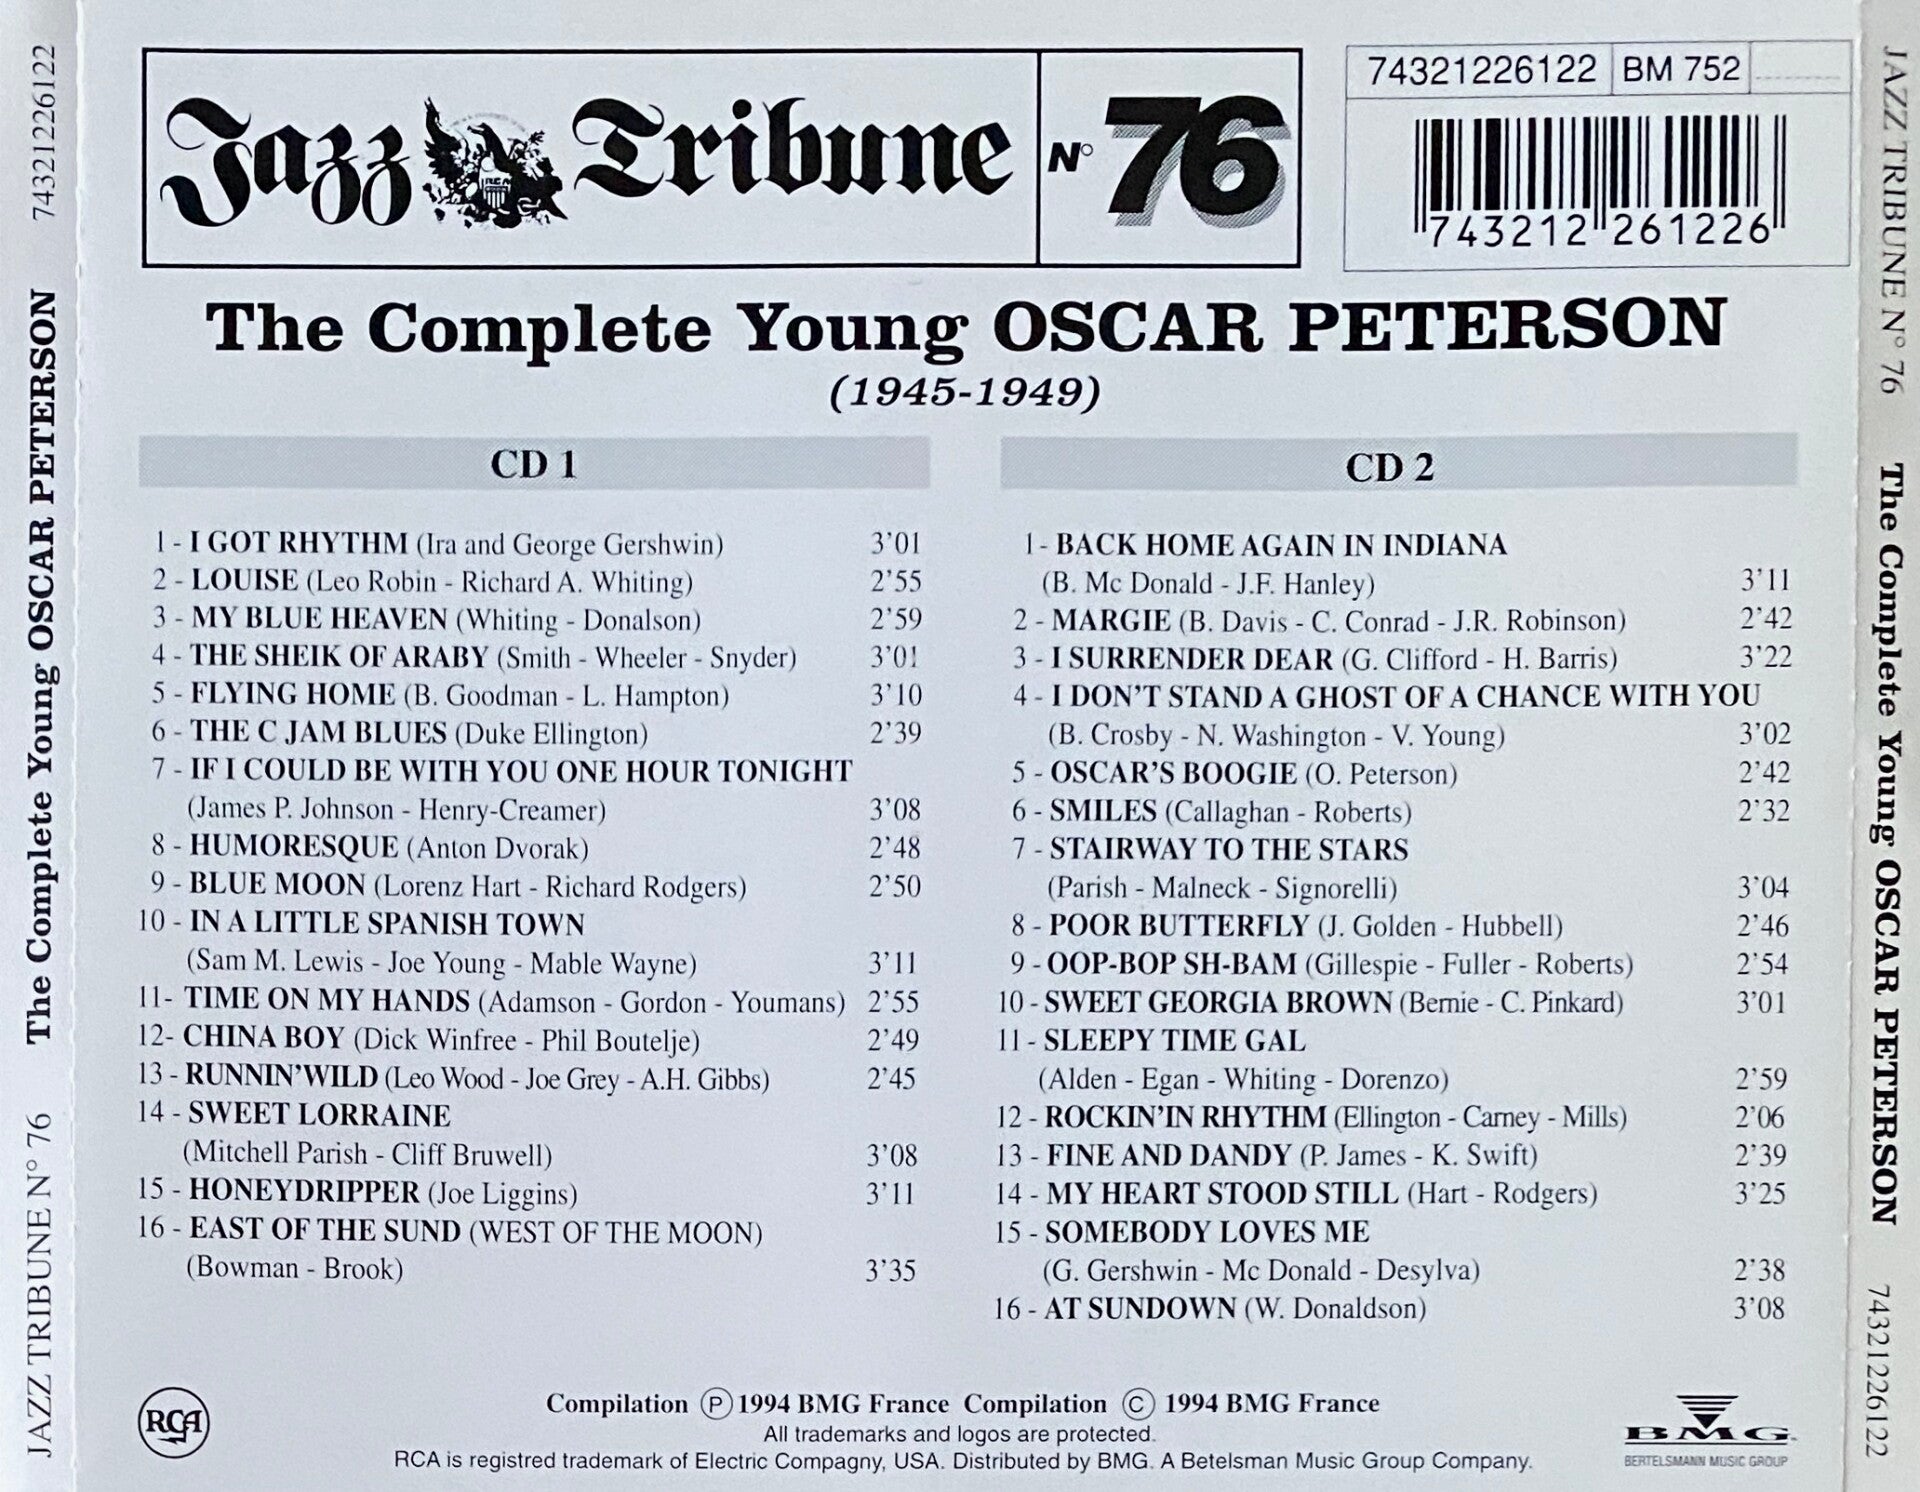 JAZZ TRIBUNE N° 76 The Complete Young OSCAR PETERSON 74321226122
Jazz Tribune N° 76
74321226122 BM 752
7 43212 261226
The Complete Young OSCAR PETERSON
(1945-1949)
CD 1
1 - I GOT RHYTHM (Ira and George Gershwin) 3'01
2 - LOUISE (Leo Robin - Richard A. Whiting) 2'55
3 - MY BLUE HEAVEN (Whiting - Donalson) 2'59
4 - THE SHEIK OF ARABY (Smith - Wheeler - Snyder) 3'01
5 - FLYING HOME (B. Goodman - L. Hampton) 3'10
6 - THE C JAM BLUES (Duke Ellington) 2'39
7 - IF I COULD BE WITH YOU ONE HOUR TONIGHT
(James P. Johnson - Henry-Creamer) 3'08
8 - HUMORESQUE (Anton Dvorak) 2'48
9 - BLUE MOON (Lorenz Hart - Richard Rodgers) 2'50
10 - IN A LITTLE SPANISH TOWN
(Sam M. Lewis - Joe Young - Mable Wayne) 3'11
11- TIME ON MY HANDS (Adamson - Gordon - Youmans) 2'55
12- CHINA BOY (Dick Winfree - Phil Boutelje) 2'49
13 - RUNNIN'WILD (Leo Wood - Joe Grey - A.H. Gibbs) 2'45
14 - SWEET LORRAINE
(Mitchell Parish - Cliff Bruwell) 3'08
15 - HONEYDRIPPER (Joe Liggins) 3'11
16 - EAST OF THE SUND (WEST OF THE MOON)
(Bowman - Brook) 3'35
CD 2
1 - BACK HOME AGAIN IN INDIANA
(B. Mc Donald - J.F. Hanley) 3'11
2 - MARGIE (B. Davis - C. Conrad - J.R. Robinson) 2'42
3 - I SURRENDER DEAR (G. Clifford - H. Barris) 3'22
4 - I DON'T STAND A GHOST OF A CHANCE WITH YOU
(B. Crosby - N. Washington - V. Young) 3'02
5 - OSCAR'S BOOGIE (O. Peterson) 2'42
6 - SMILES (Callaghan - Roberts) 2'32
7 - STAIRWAY TO THE STARS
(Parish - Malneck - Signorelli) 3'04
8 - POOR BUTTERFLY (J. Golden - Hubbell) 2'46
9 - OOP-BOP SH-BAM (Gillespie - Fuller - Roberts) 2'54
10 - SWEET GEORGIA BROWN (Bernie - C. Pinkard) 3'01
11 - SLEEPY TIME GAL
(Alden - Egan - Whiting - Dorenzo) 2'59
12 - ROCKIN'IN RHYTHM (Ellington - Carney - Mills) 2'06
13 - FINE AND DANDY (P. James - K. Swift) 2'39
14 - MY HEART STOOD STILL (Hart - Rodgers) 3'25
15 - SOMEBODY LOVES ME
(G. Gershwin - Mc Donald - Desylva) 2'38
16 - AT SUNDOWN (W. Donaldson) 3'08
RCA
Compilation Ⓟ 1994 BMG France Compilation © 1994 BMG France
All trademarks and logos are protected.
RCA is registred trademark of Electric Compagny, USA. Distributed by BMG. A Betelsman Music Group Company.
BMG
BERTELSMANN MUSIC GROUP
JAZZ TRIBUNE N° 76 The Complete Young OSCAR PETERSON 74321226122